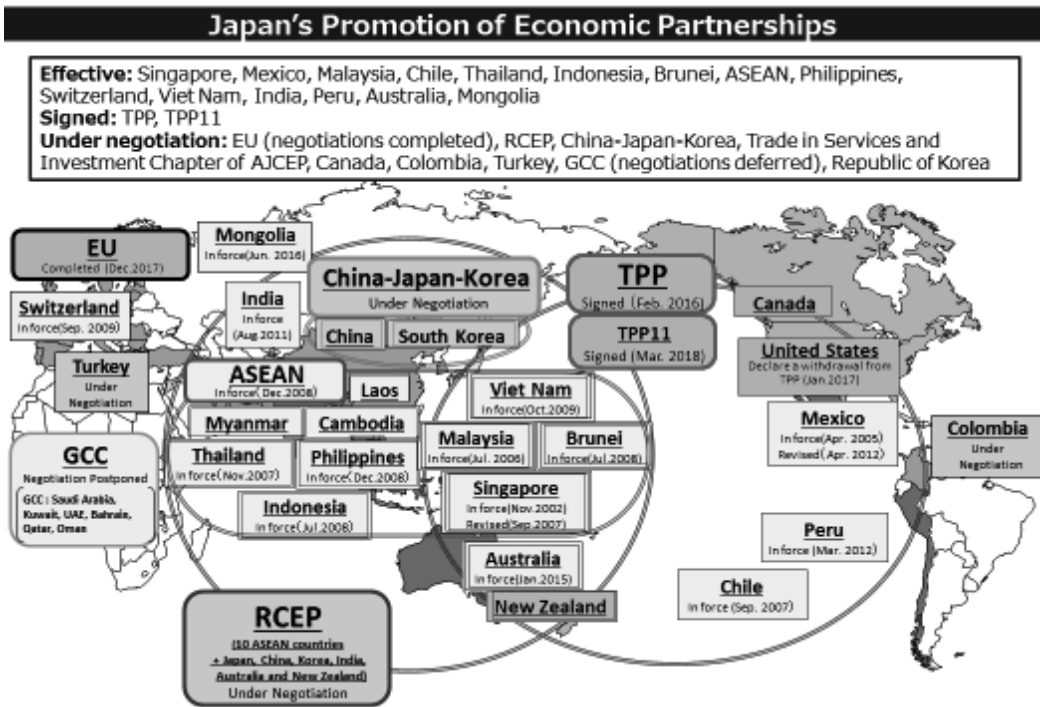 Japan's Promotion of Economic Partnerships
Effective: Singapore, Mexico, Malaysia, Chile, Thailand, Indonesia, Brunei, ASEAN, Philippines,
Switzerland, Viet Nam, India, Peru, Australia, Mongolia
Signed: TPP, TPP11
Under negotiation: EU (negotiations completed), RCEP, China-Japan-Korea, Trade in Services and
Investment Chapter of AJCEP, Canada, Colombia, Turkey, GCC (negotiations deferred), Republic of Korea
EU
Completed (Dec.2017)
Mongolia
In force(Jun. 2016)
China-Japan-Korea
Under Negotiation
China
South Korea
TPP
Signed (Feb. 2016)
TPP11
Signed (Mar. 2018)
Canada
United States
Declare a withdrawal from
TPP (Jan.2017)
Switzerland
In force(Sep. 2009)
India
In force
(Aug.2011)
Turkey
Under
Negotiation
ASEAN
In force(Dec.2008)
Laos
Myanmar
Cambodia
Thailand
In force(Nov.2007)
Philippines
In force(Dec.2008)
Indonesia
In force(Jul.2008)
Viet Nam
In force(Oct.2009)
Malaysia
In force(Jul.2006)
Brunei
In force(Jul.2008)
Singapore
In force(Nov.2002)
Revised(Sep.2007)
Mexico
In force(Apr. 2005)
Revised(Apr. 2012)
Colombia
Under
Negotiation
GCC
Negotiation Postponed
GCC : Saudi Arabia,
Kuwait, UAE, Bahrain,
Qatar, Oman
Australia
In force(Jan.2015)
New Zealand
Peru
In force (Mar. 2012)
Chile
In force (Sep. 2007)
RCEP
(10 ASEAN countries
+ Japan, China, Korea, India,
Australia and New Zealand)
Under Negotiation